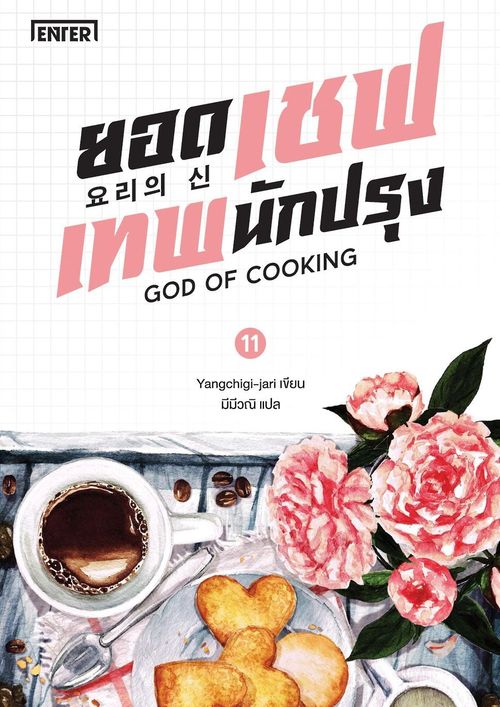 ENTER
ยอดเชฟ
요리의 신
เทพนักปรุง
GOD OF COOKING
11
Yangchigi-jari เขียน
มีมีวณิ แปล